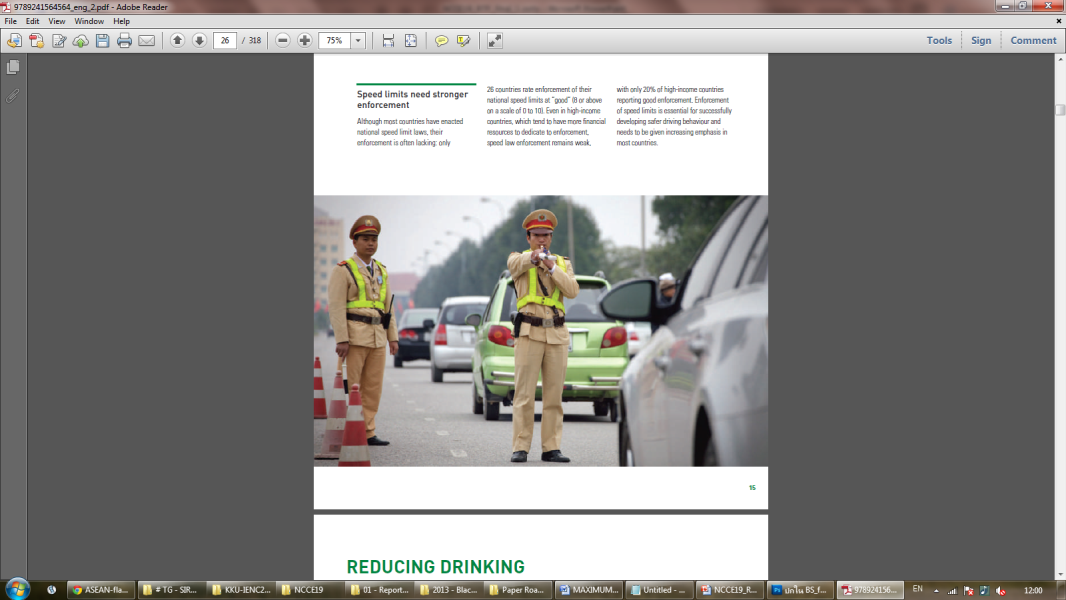 9789241564564_eng_2.pdf - Adobe Reader
File Edit View Window Help
26 / 318 75% Tools Sign Comment
Speed limits need stronger
enforcement
Although most countries have enacted
national speed limit laws, their
enforcement is often lacking: only
26 countries rate enforcement of their
national speed limits at “good” (8 or above
on a scale of 0 to 10). Even in high-income
countries, which tend to have more financial
resources to dedicate to enforcement,
speed law enforcement remains weak,
with only 20% of high-income countries
reporting good enforcement. Enforcement
of speed limits is essential for successfully
developing safer driving behaviour and
needs to be given increasing emphasis in
most countries.
15
REDUCING DRINKING
ASEAN-fla... # TG - SIR... KKU-IENC2... NCCE19 01 - Report... 2013 - Blac... Paper Roa... MAXIMUM... Untitled - ... NCCE19_R... ปกใน BS_f... 978924156... EN 12:00